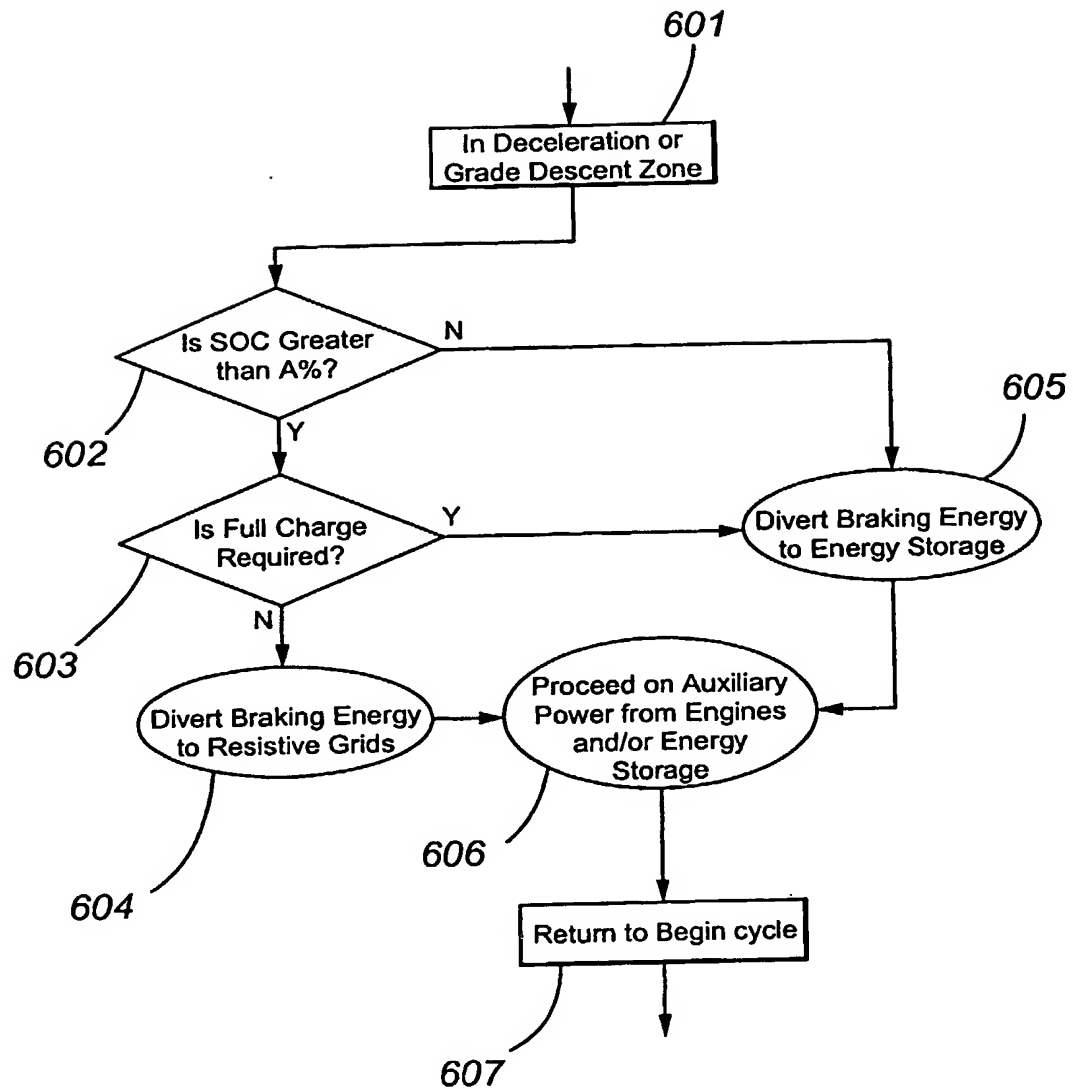 601
In Deceleration or
Grade Descent Zone
Is SOC Greater
than A%?
N
Y
602
605
Is Full Charge
Required?
Y
N
603
Divert Braking Energy
to Energy Storage
Divert Braking Energy
to Resistive Grids
604
Proceed on Auxiliary
Power from Engines
and/or Energy
Storage
606
Return to Begin cycle
607